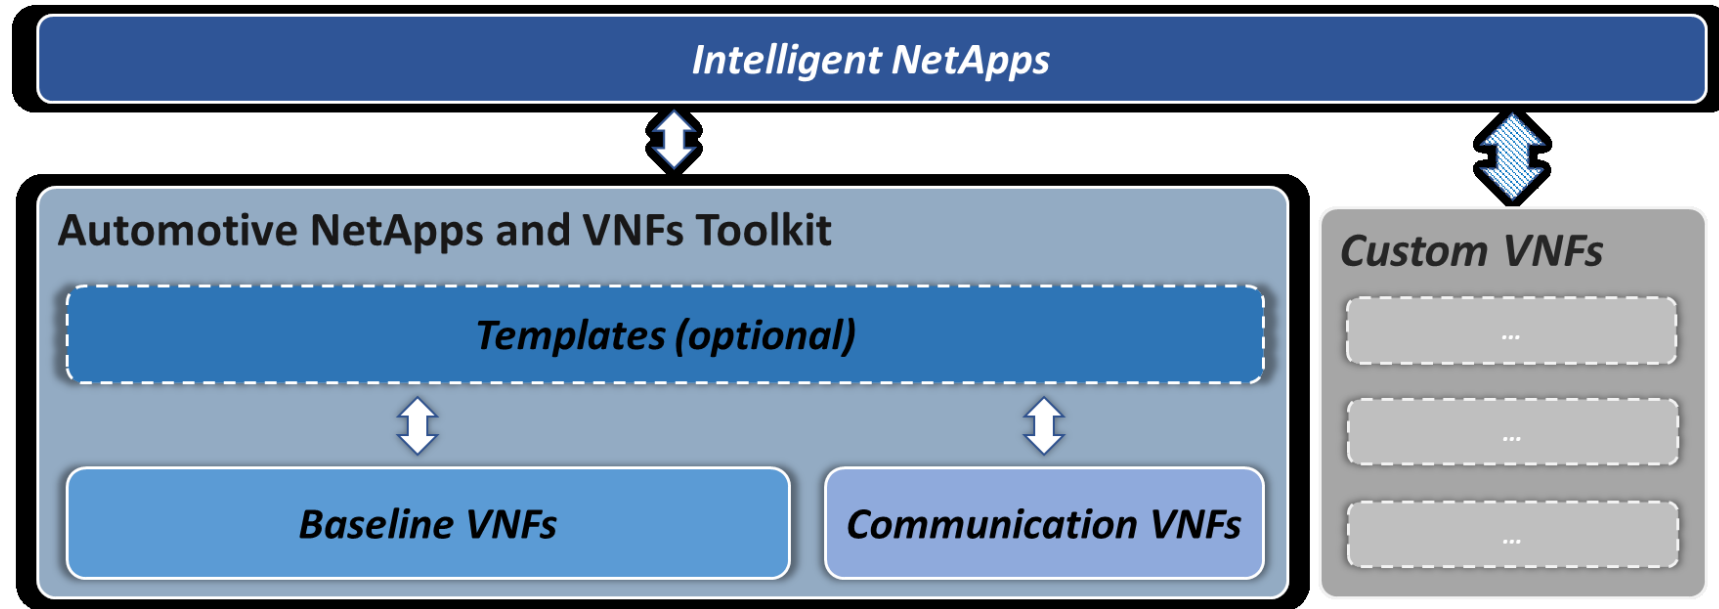 Intelligent NetApps
Automotive NetApps and VNFs Toolkit
Templates (optional)
Baseline VNFs
Communication VNFs
Custom VNFs
...
...
...